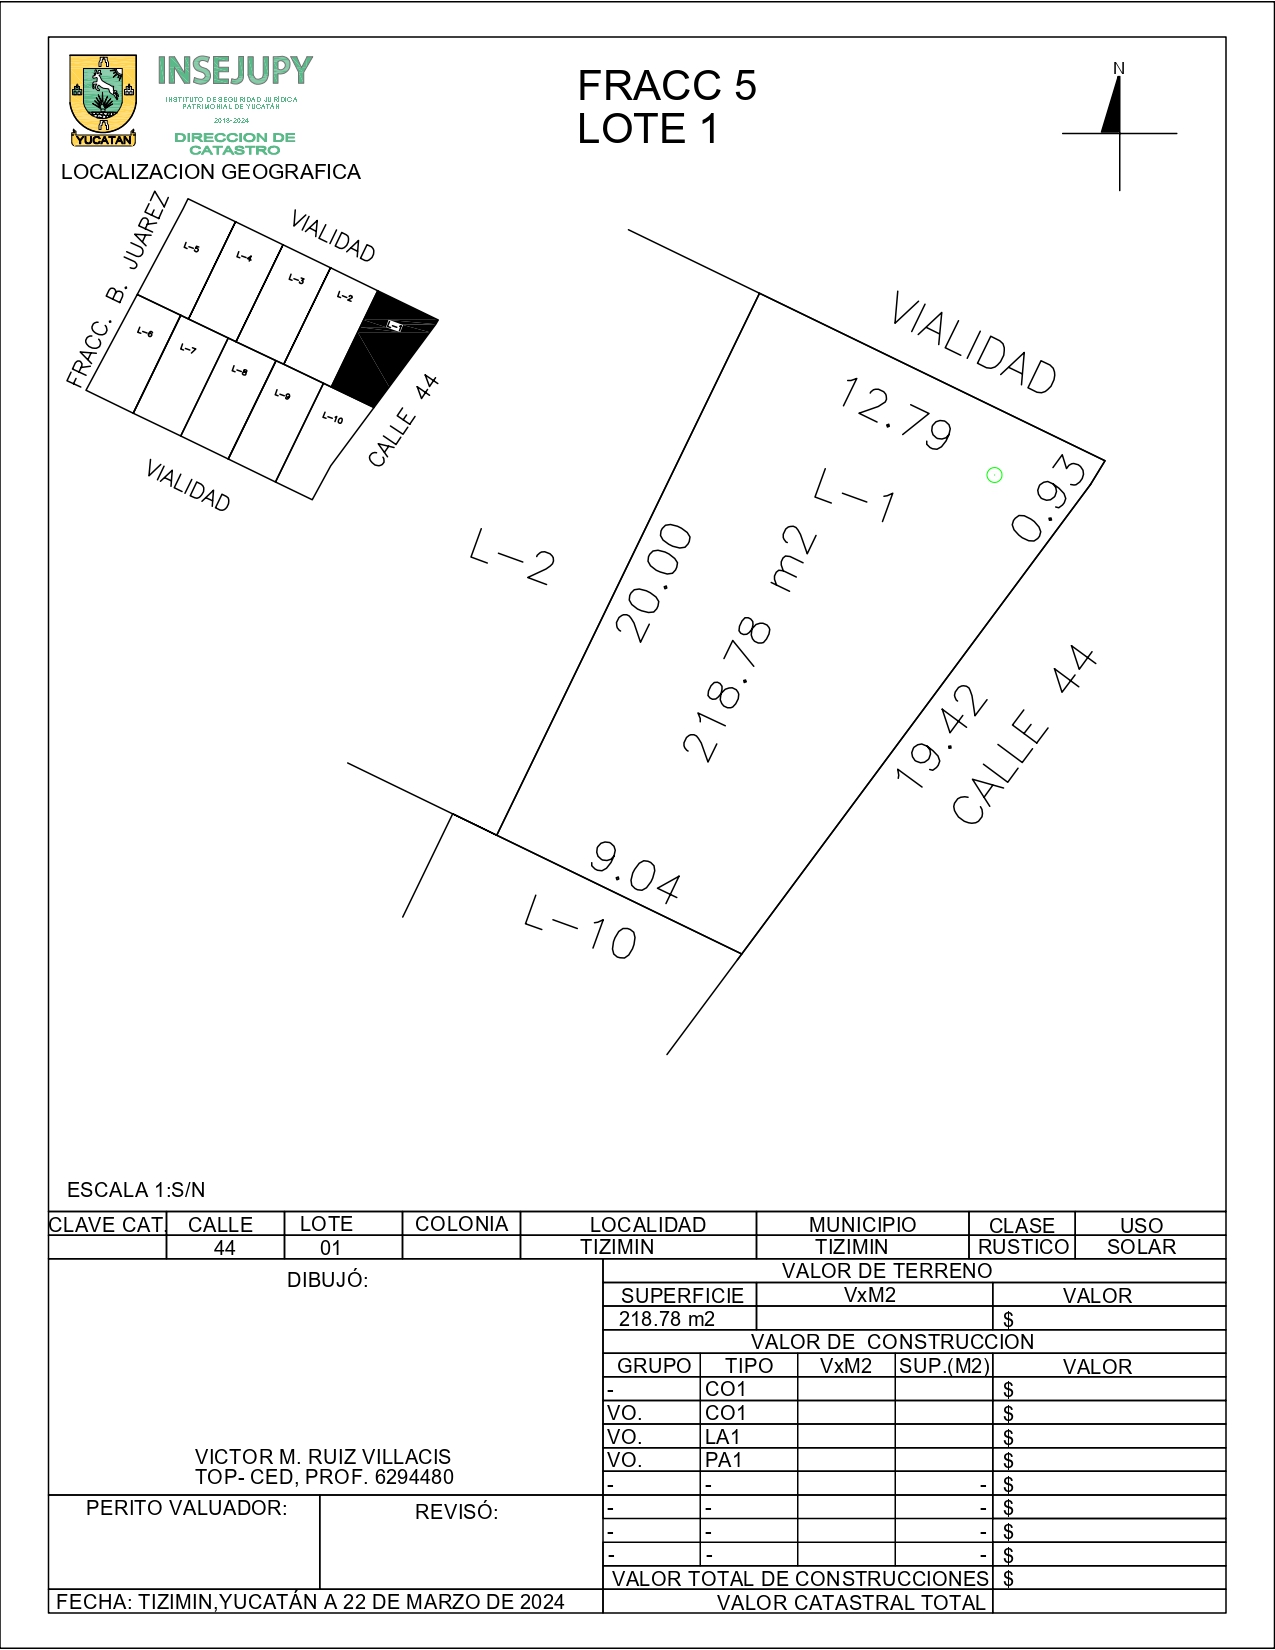 INSEJUPY
INSTITUTO DE SEGURIDAD JURÍDICA
PATRIMONIAL DE YUCATÁN
2018-2024
DIRECCION DE
CATASTRO
YUCATAN
FRACC 5
LOTE 1
N
LOCALIZACION GEOGRAFICA
FRACC. B. JUAREZ
VIALIDAD
L-5
L-4
L-3
L-2
L-6
L-7
L-8
L-9
L-10
CALLE 44
VIALIDAD
VIALIDAD
12.79
0.93
L-1
218.78 m2
20.00
L-2
19.42
CALLE 44
9.04
L-10
ESCALA 1:S/N
CLAVE CAT. CALLE LOTE COLONIA LOCALIDAD MUNICIPIO CLASE USO
44 01 TIZIMIN TIZIMIN RUSTICO SOLAR
DIBUJÓ:
VICTOR M. RUIZ VILLACIS
TOP- CED, PROF. 6294480
PERITO VALUADOR: REVISÓ:
FECHA: TIZIMIN,YUCATÁN A 22 DE MARZO DE 2024
VALOR DE TERRENO
SUPERFICIE VxM2 VALOR
218.78 m2 $
VALOR DE CONSTRUCCION
GRUPO TIPO VxM2 SUP.(M2) VALOR
- CO1 $
VO. CO1 $
VO. LA1 $
VO. PA1 $
- - - $
- - - $
- - - $
- - - $
VALOR TOTAL DE CONSTRUCCIONES $
VALOR CATASTRAL TOTAL